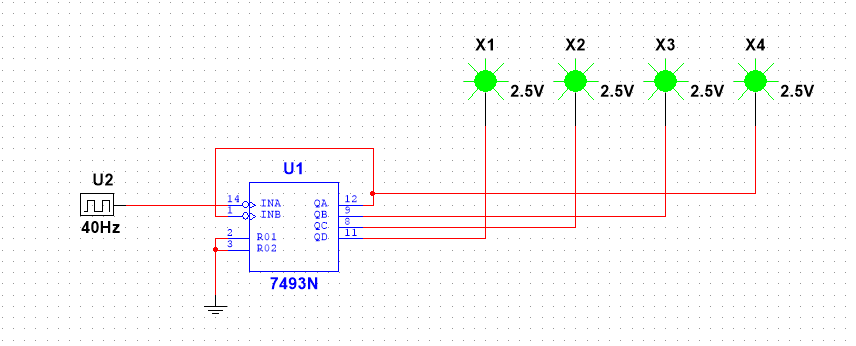 X1 X2 X3 X4
2.5V 2.5V 2.5V 2.5V
U2
40Hz
U1
14 INA QA 12
1 INB QB 9
QC 8
2 R01 QD 11
3 R02
7493N